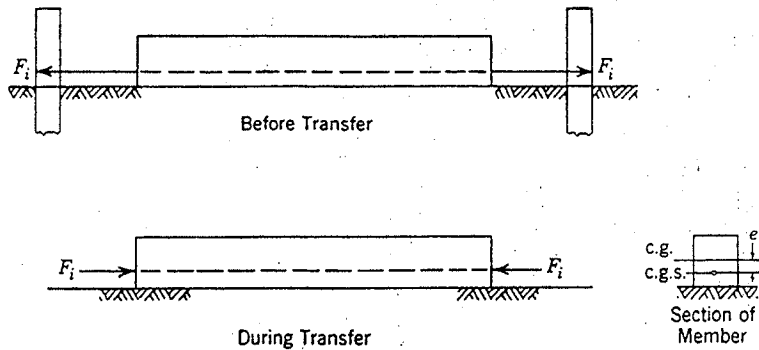 F_i F_i
Before Transfer
F_i F_i
During Transfer
c.g. e
c.g.s.
Section of
Member